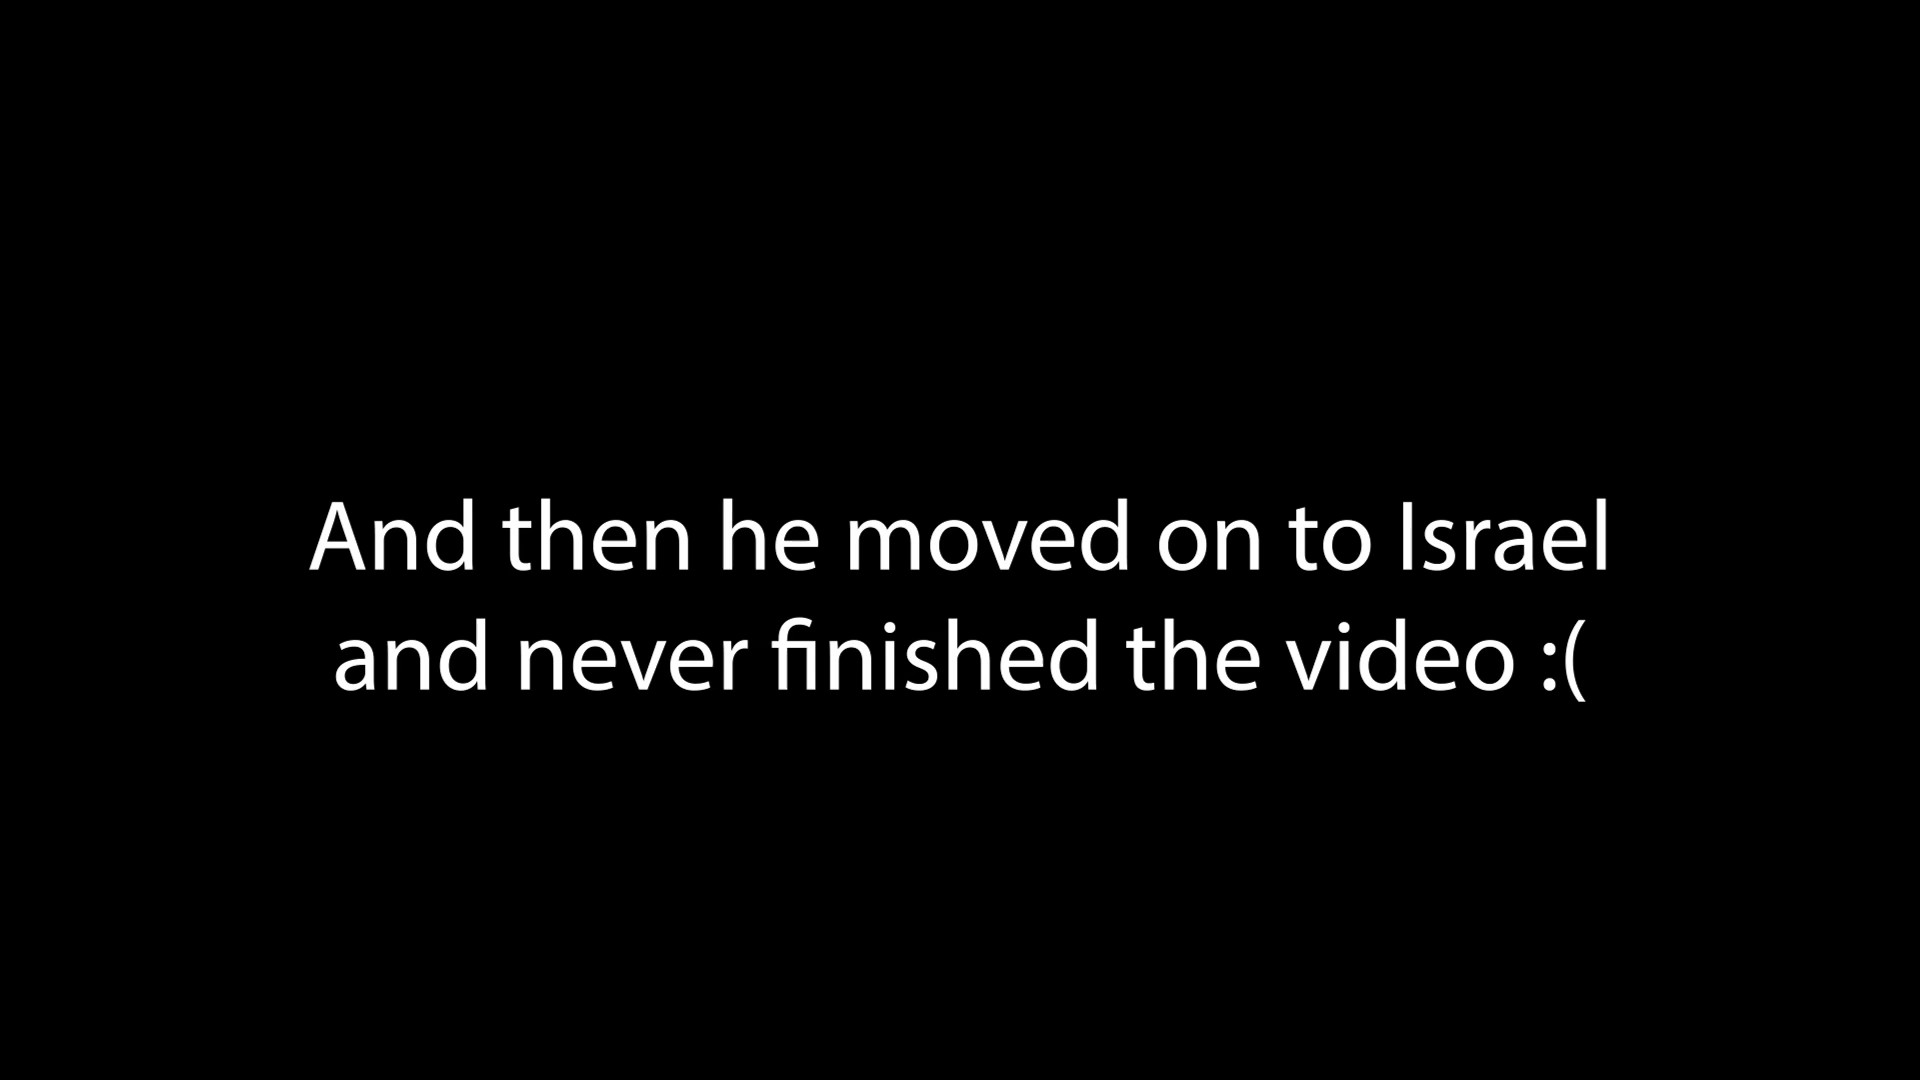 And then he moved on to Israel
and never finished the video :(